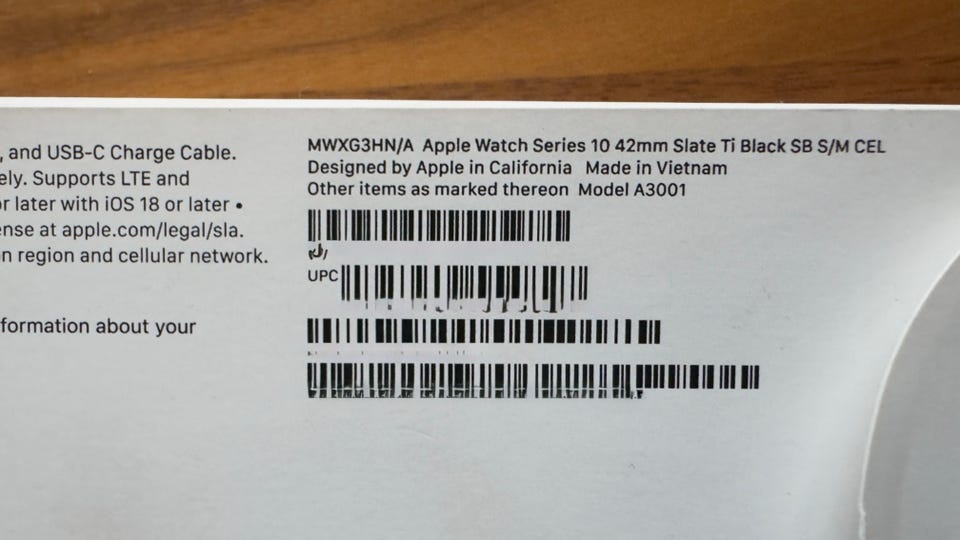 , and USB-C Charge Cable.
ely. Supports LTE and
or later with iOS 18 or later •
ense at apple.com/legal/sla.
n region and cellular network.
formation about your
MWXG3HN/A Apple Watch Series 10 42mm Slate Ti Black SB S/M CEL
Designed by Apple in California Made in Vietnam
Other items as marked thereon Model A3001
UPC